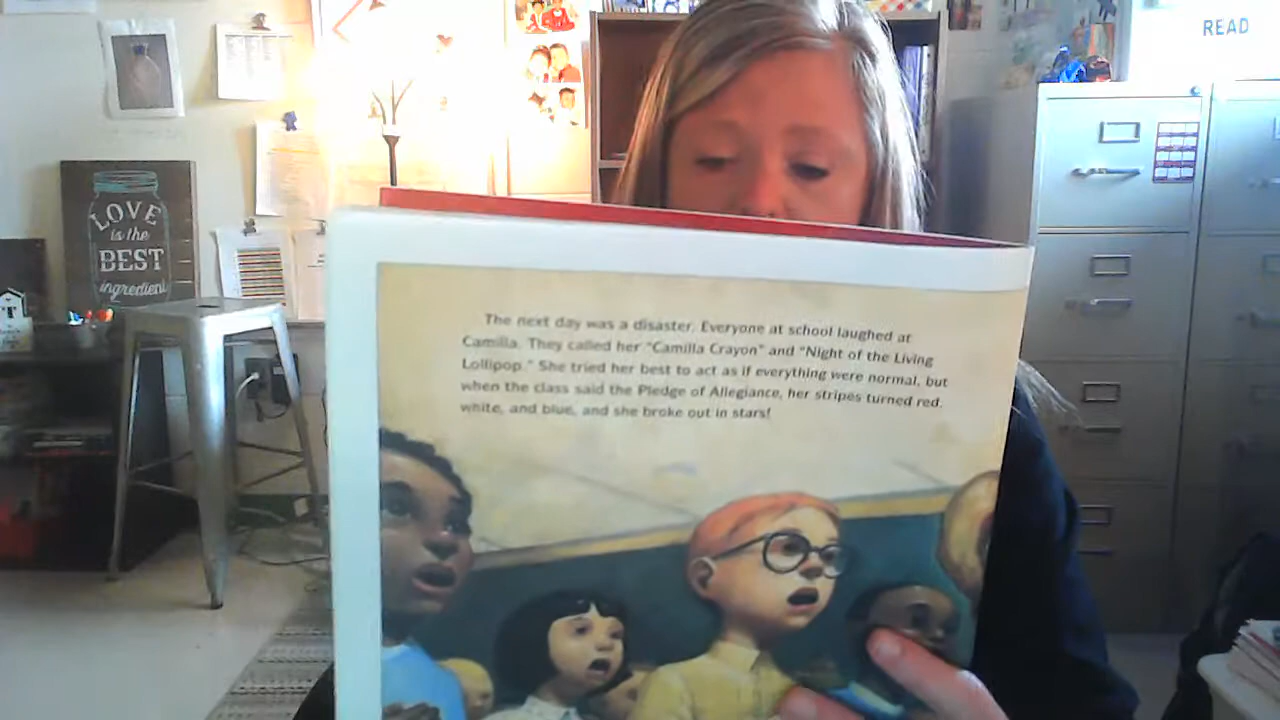 READ
LOVE
is the
BEST
ingredient
The next day was a disaster. Everyone at school laughed at
Camilla. They called her "Camilla Crayon" and "Night of the Living
Lollipop." She tried her best to act as if everything were normal, but
when the class said the Pledge of Allegiance, her stripes turned red,
white, and blue, and she broke out in stars!